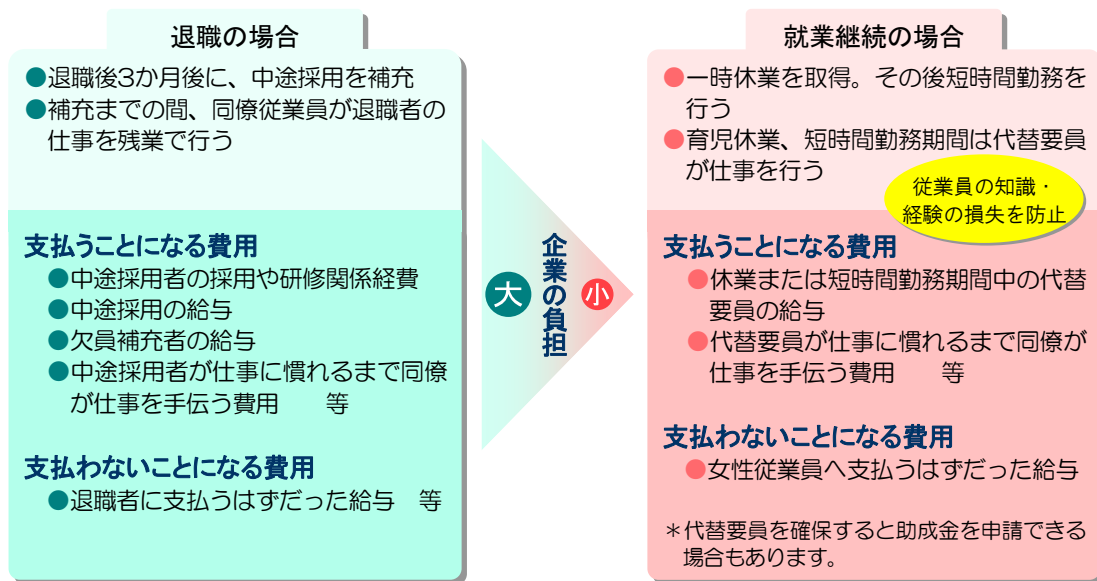 退職の場合
●退職後3か月後に、中途採用を補充
●補充までの間、同僚従業員が退職者の
仕事を残業で行う
支払うことになる費用
●中途採用者の採用や研修関係経費
●中途採用の給与
●欠員補充者の給与
●中途採用者が仕事に慣れるまで同僚
が仕事を手伝う費用　　等
支払わないことになる費用
●退職者に支払うはずだった給与　等
企業の負担
大
小
就業継続の場合
●一時休業を取得。その後短時間勤務を
行う
●育児休業、短時間勤務期間は代替要員
が仕事を行う
従業員の知識・
経験の損失を防止
支払うことになる費用
●休業または短時間勤務期間中の代替
要員の給与
●代替要員が仕事に慣れるまで同僚が
仕事を手伝う費用　　等
支払わないことになる費用
●女性従業員へ支払うはずだった給与
＊代替要員を確保すると助成金を申請できる
場合もあります。